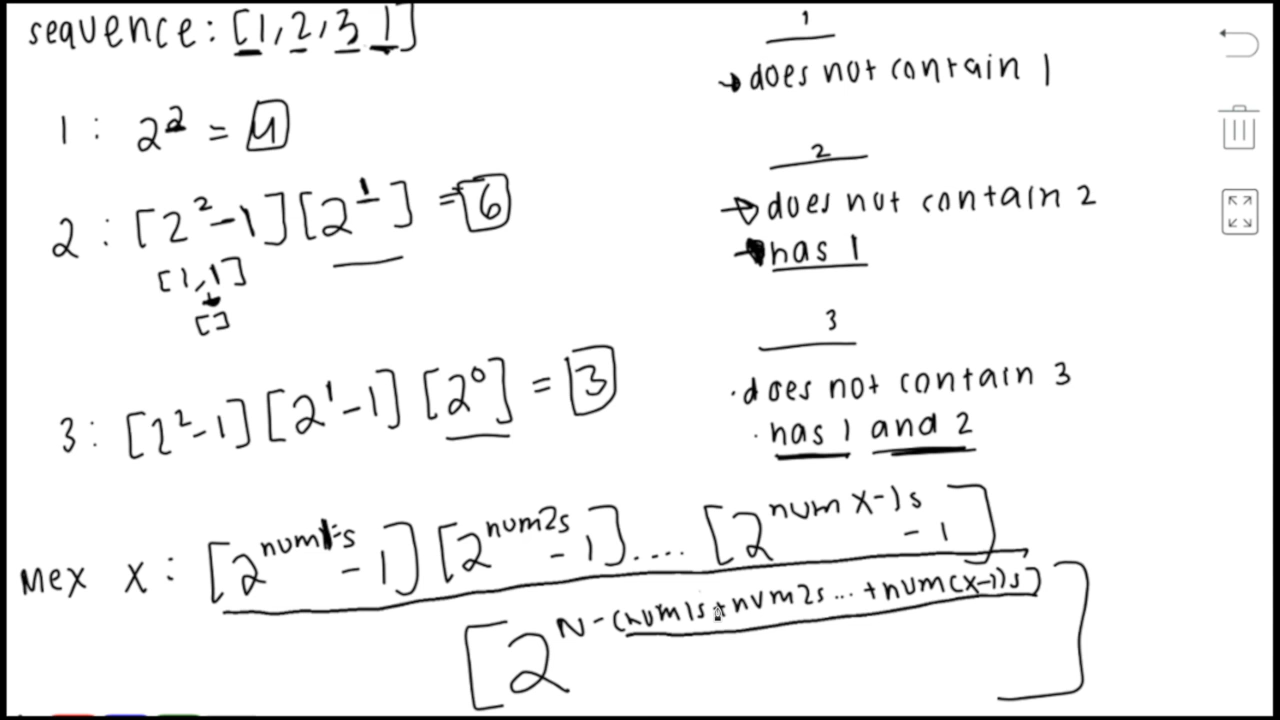 sequence: [1, 2, 3 1]
1 : 2^2 = 4
2 : [2^2 - 1] [2^1] = 6
[1,1]
[]
3 : [2^2 - 1] [2^1 - 1] [2^0] = 3
1
→ does not contain 1
2
→ does not contain 2
→ has 1
3
· does not contain 3
· has 1 and 2
Mex x : [2^num1s - 1] [2^num2s - 1] .... [2^num x-1s - 1]
[2^N-(num1s + num2s ... + num(x-1)s)]